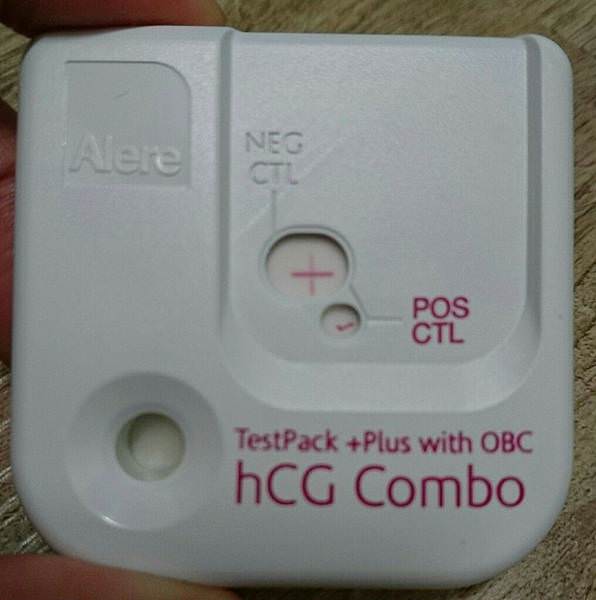 Alere
NEG
CTL
POS
CTL
TestPack +Plus with OBC
hCG Combo